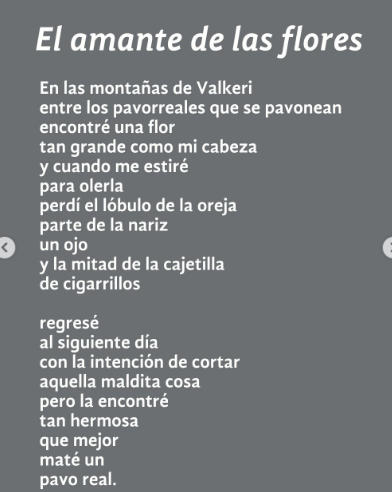 El amante de las flores
En las montañas de Valkeri
entre los pavorreales que se pavonean
encontré una flor
tan grande como mi cabeza
y cuando me estiré
para olerla
perdí el lóbulo de la oreja
parte de la nariz
un ojo
y la mitad de la cajetilla
de cigarrillos
regresé
al siguiente día
con la intención de cortar
aquella maldita cosa
pero la encontré
tan hermosa
que mejor
maté un
pavo real.